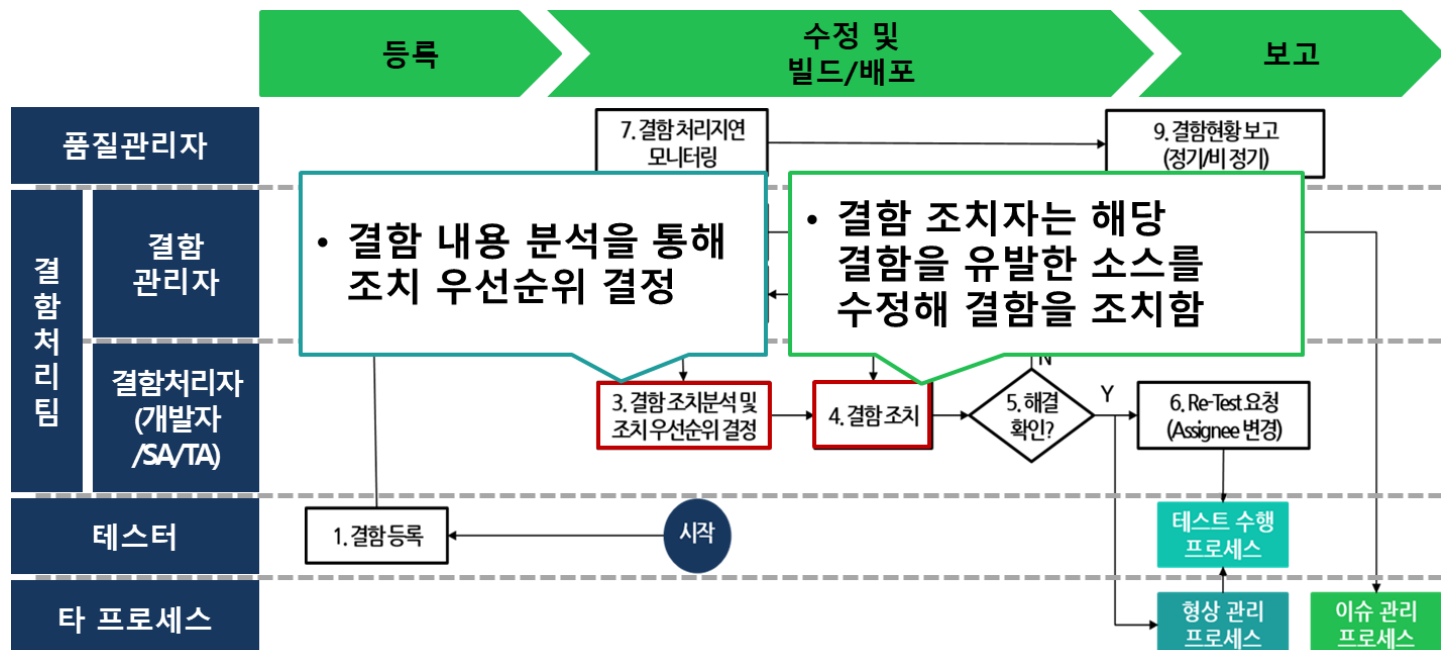 등록
수정 및
빌드/배포
보고
품질관리자
7. 결함 처리지연
모니터링
9. 결함현황 보고
(정기/비 정기)
결함처리팀
결함
관리자
• 결함 내용 분석을 통해
조치 우선순위 결정
• 결함 조치자는 해당
결함을 유발한 소스를
수정해 결함을 조치함
결함처리자
(개발자
/SA/TA)
3. 결함 조치분석 및
조치 우선순위 결정
4. 결함 조치
5. 해결
확인?
N
Y
6. Re-Test 요청
(Assignee 변경)
테스터
1. 결함 등록
시작
테스트 수행
프로세스
타 프로세스
형상 관리
프로세스
이슈 관리
프로세스